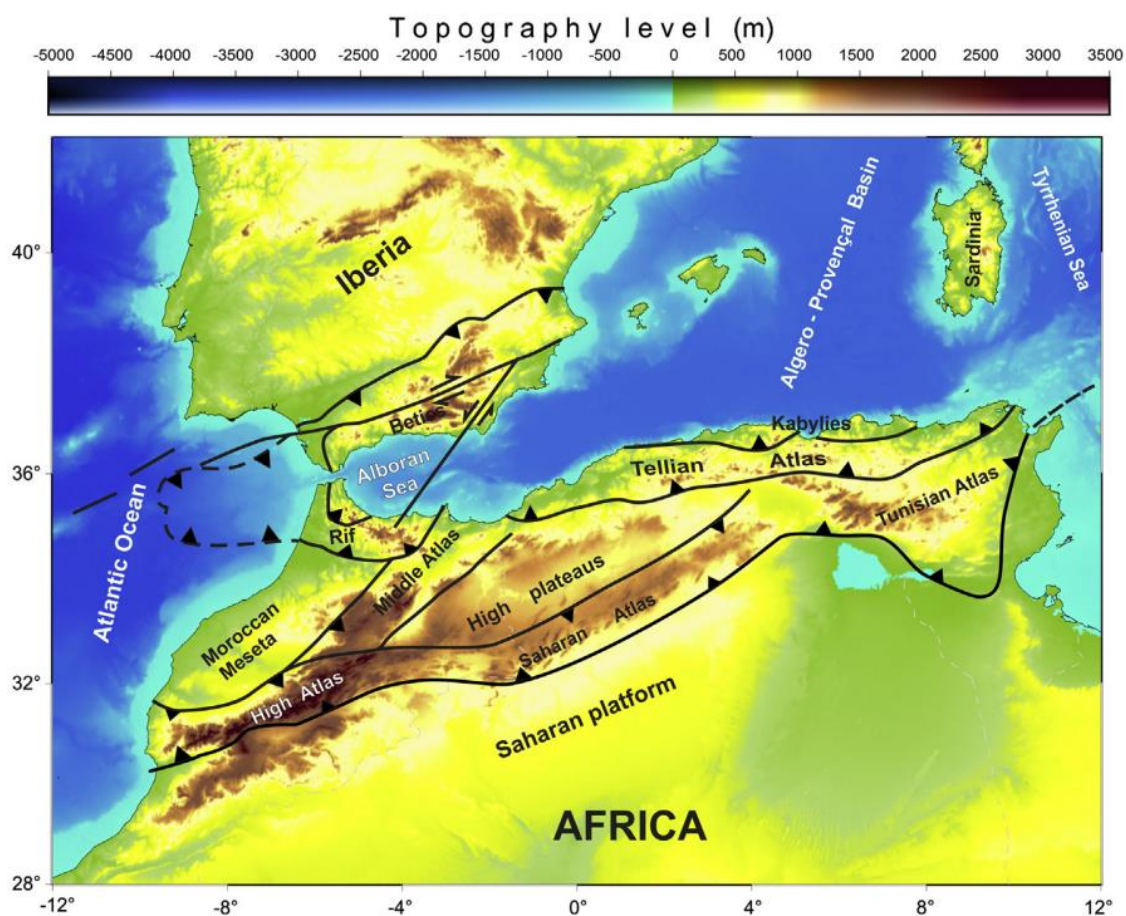 Topography level (m)
-5000 -4500 -4000 -3500 -3000 -2500 -2000 -1500 -1000 -500 0 500 1000 1500 2000 2500 3000 3500
Iberia
Algero - Provençal Basin
Sardinia
Tyrrhenian Sea
40°
Betics
Kabylies
36°
Alboran
Sea
Tellian Atlas
Tunisian Atlas
Atlantic Ocean
Rif
Middle Atlas
High plateaus
Moroccan
Meseta
Saharan Atlas
32°
High Atlas
Saharan platform
AFRICA
28°
-12° -8° -4° 0° 4° 8° 12°